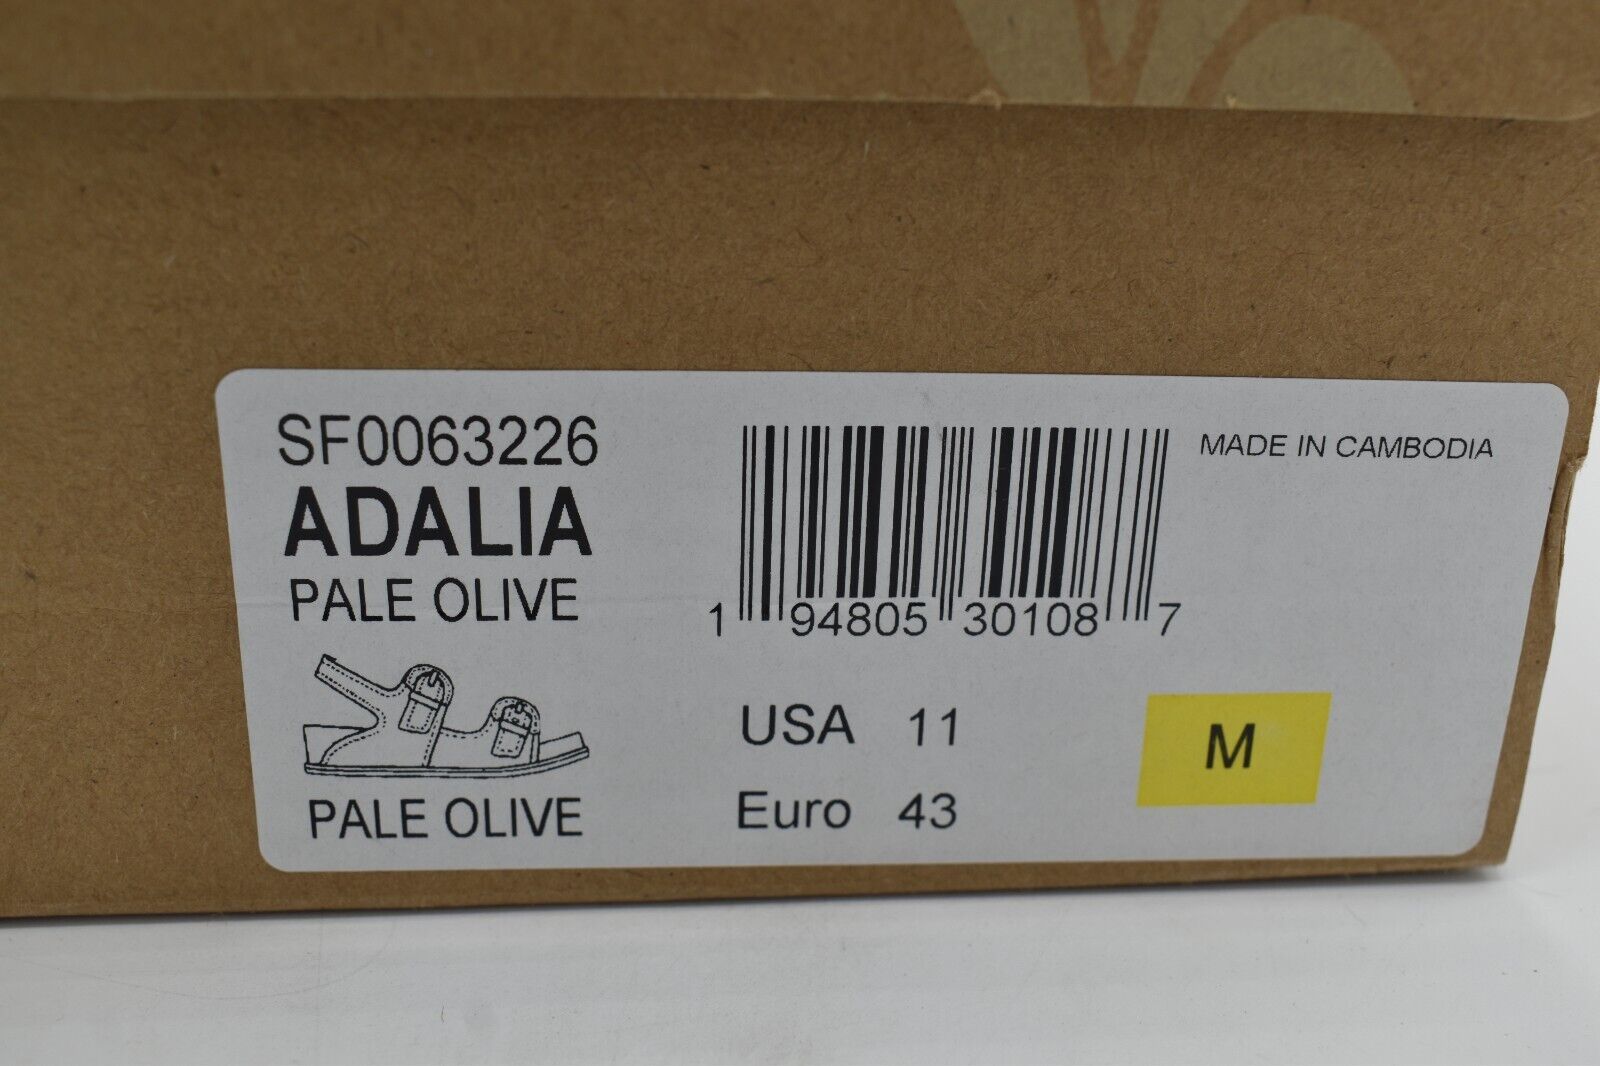 SF0063226
ADALIA
PALE OLIVE
PALE OLIVE
1 94805 30108 7
MADE IN CAMBODIA
USA 11
Euro 43
M